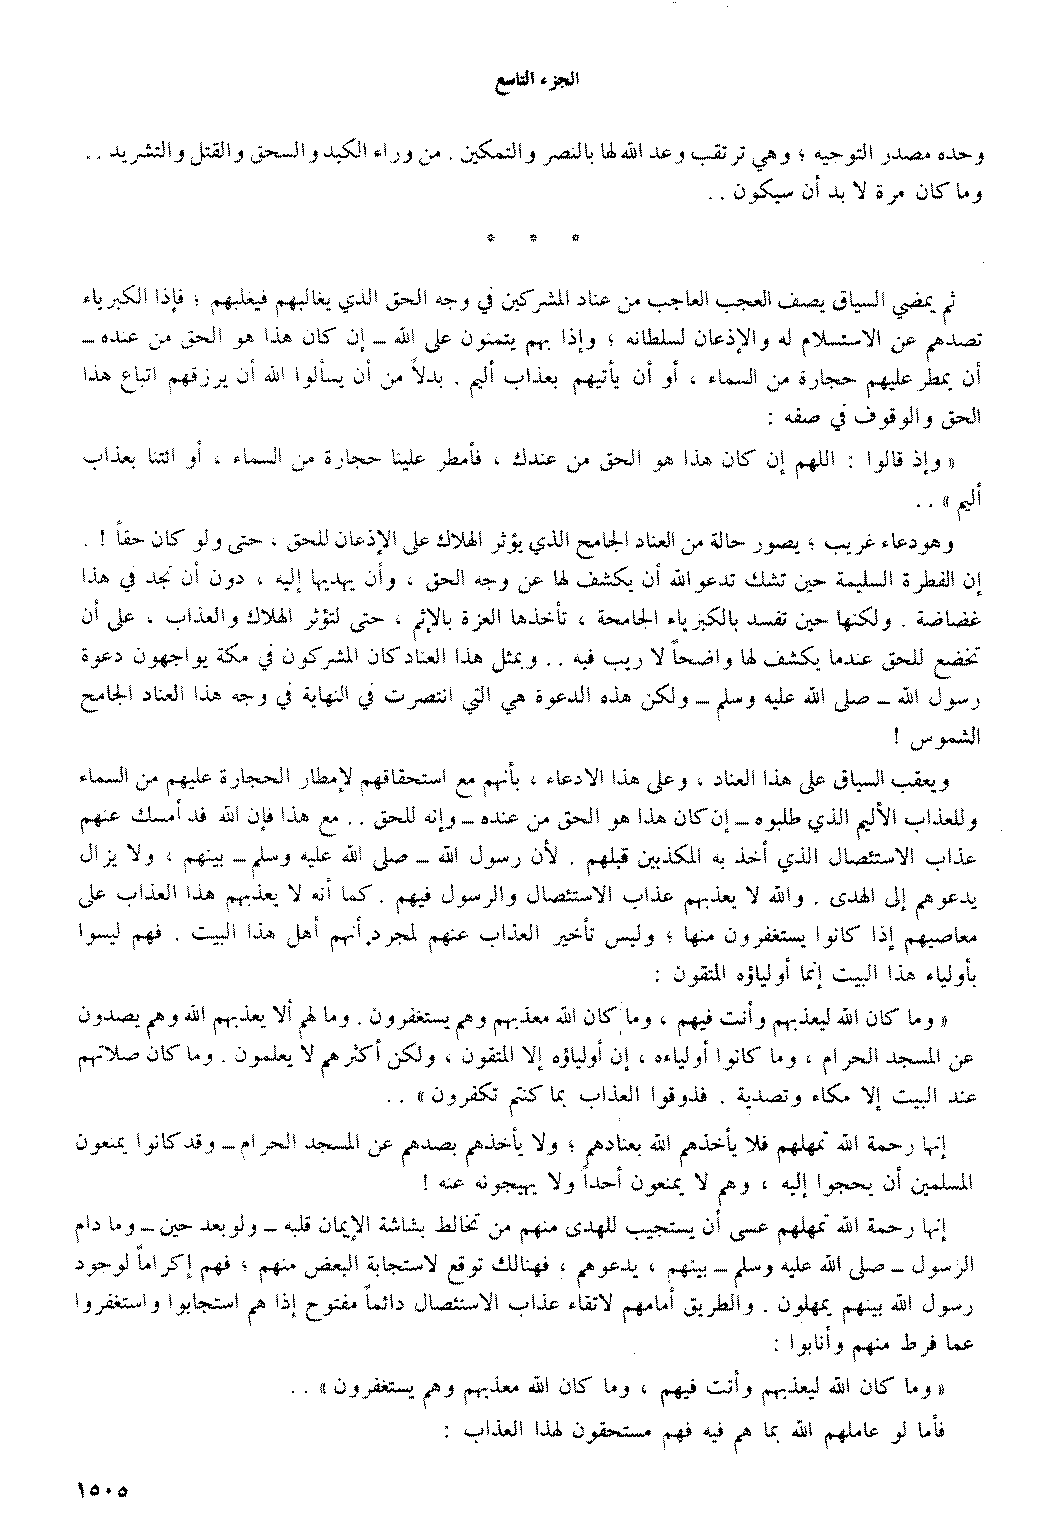 الجزء التاسع
وحده مصدر التوجيه ؛ وهي ترتقب وعد الله لها بالنصر والتمكين . من وراء الكيد والسحق والقتل والتشريد . .
وما كان مرة لا بد أن سيكون . .
* * *
ثم يمضي السياق يصف العجب العاجب من عناد المشركين في وجه الحق الذي يغالبهم فيغلبهم ؛ فإذا الكبرياء
تصدهم عن الاستسلام له والإذعان لسلطانه ؛ وإذا بهم يتمنون على الله – إن كان هذا هو الحق من عنده –
أن يمطر عليهم حجارة من السماء ، أو أن يأتيهم بعذاب أليم . بدلاً من أن يسألوا الله أن يرزقهم اتباع هذا
الحق والوقوف في صفه :
« وإذ قالوا : اللهم إن كان هذا هو الحق من عندك ، فأمطر علينا حجارة من السماء ، أو ائتنا بعذاب
أليم » . .
وهو دعاء غريب ؛ يصور حالة من العناد الجامح الذي يؤثر الهلاك على الإذعان للحق ، حتى ولو كان حقاً ! .
إن الفطرة السليمة حين تشك تدعو الله أن يكشف لها عن وجه الحق ، وأن يهديها إليه ، دون أن تجد في هذا
غضاضة . ولكنها حين تفسد بالكبرياء الجامحة ، تأخذها العزة بالإثم ، حتى لتؤثر الهلاك والعذاب ، على أن
تخضع للحق عندما يكشف لها واضحاً لا ريب فيه . . وبمثل هذا العناد كان المشركون في مكة يواجهون دعوة
رسول الله – صلى الله عليه وسلم – ولكن هذه الدعوة هي التي انتصرت في النهاية في وجه هذا العناد الجامح
الشموس !
ويعقب السياق على هذا العناد ، وعلى هذا الادعاء ، بأنهم مع استحقاقهم لإمطار الحجارة عليهم من السماء
وللعذاب الأليم الذي طلبوه – إن كان هذا هو الحق من عنده – وإنه للحق . . مع هذا فإن الله قد أمسك عنهم
عذاب الاستئصال الذي أخذ به المكذبين قبلهم . لأن رسول الله – صلى الله عليه وسلم – بينهم ، ولا يزال
يدعوهم إلى الهدى . والله لا يعذبهم عذاب الاستئصال والرسول فيهم . كما أنه لا يعذبهم هذا العذاب على
معاصيهم إذا كانوا يستغفرون منها ؛ وليس تأخير العذاب عنهم لمجرد أنهم أهل هذا البيت . فهم ليسوا
بأولياء هذا البيت إنما أولياؤه المتقون :
« وما كان الله ليعذبهم وأنت فيهم ، وما كان الله معذبهم وهم يستغفرون . وما لهم ألا يعذبهم الله وهم يصدون
عن المسجد الحرام ، وما كانوا أولياءه ، إن أولياؤه إلا المتقون ، ولكن أكثرهم لا يعلمون . وما كان صلاتهم
عند البيت إلا مكاء وتصدية . فذوقوا العذاب بما كنتم تكفرون » . .
إنها رحمة الله تمهلهم فلا يأخذهم الله بعنادهم ؛ ولا يأخذهم بصدهم عن المسجد الحرام – وقد كانوا يمنعون
المسلمين أن يحجوا إليه ، وهم لا يمنعون أحداً ولا يهيجونه عنه !
إنها رحمة الله تمهلهم عسى أن يستجيب للهدى منهم من تخالط بشاشة الإيمان قلبه – ولو بعد حين – وما دام
الرسول – صلى الله عليه وسلم – بينهم ، يدعوهم ، فهنالك توقع لاستجابة البعض منهم ؛ فهم إكراماً لوجود
رسول الله بينهم يمهلون . والطريق أمامهم لاتقاء عذاب الاستئصال دائماً مفتوح إذا هم استجابوا واستغفروا
عما فرط منهم وأنابوا :
« وما كان الله ليعذبهم وأنت فيهم ، وما كان الله معذبهم وهم يستغفرون » . .
فأما لو عاملهم الله بما هم فيه فهم مستحقون لهذا العذاب :
١٥٠٥